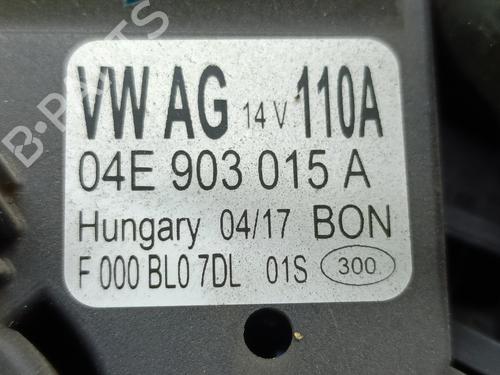 VW AG 14 V 110A
04E 903 015 A
Hungary 04/17 BON
F 000 BL0 7DL 01S 300
B-PARTS